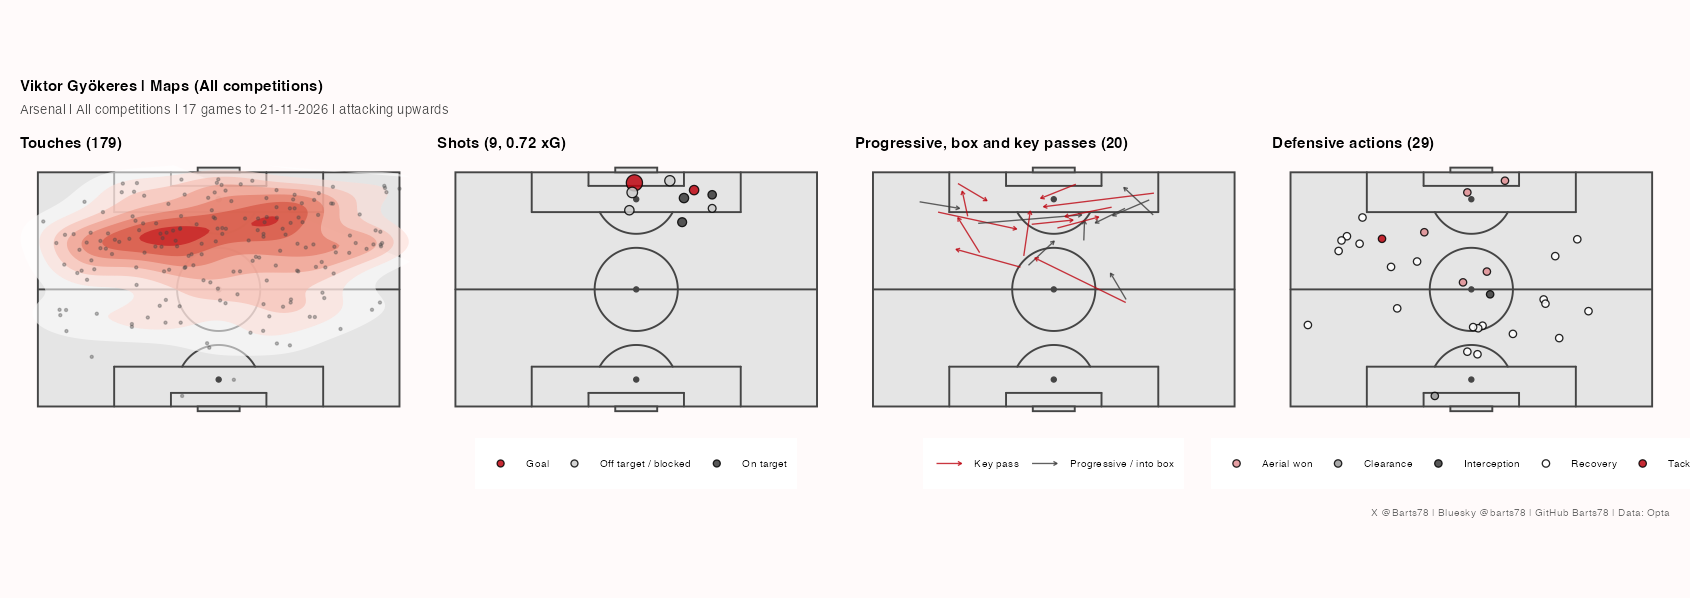 Viktor Gyökeres | Maps (All competitions)
Arsenal | All competitions | 17 games to 21-11-2026 | attacking upwards
Touches (179)
Shots (9, 0.72 xG)
Progressive, box and key passes (20)
Defensive actions (29)
Goal
Off target / blocked
On target
Key pass
Progressive / into box
Aerial won
Clearance
Interception
Recovery
Tack
X @Barts78 | Bluesky @barts78 | GitHub Barts78 | Data: Opta